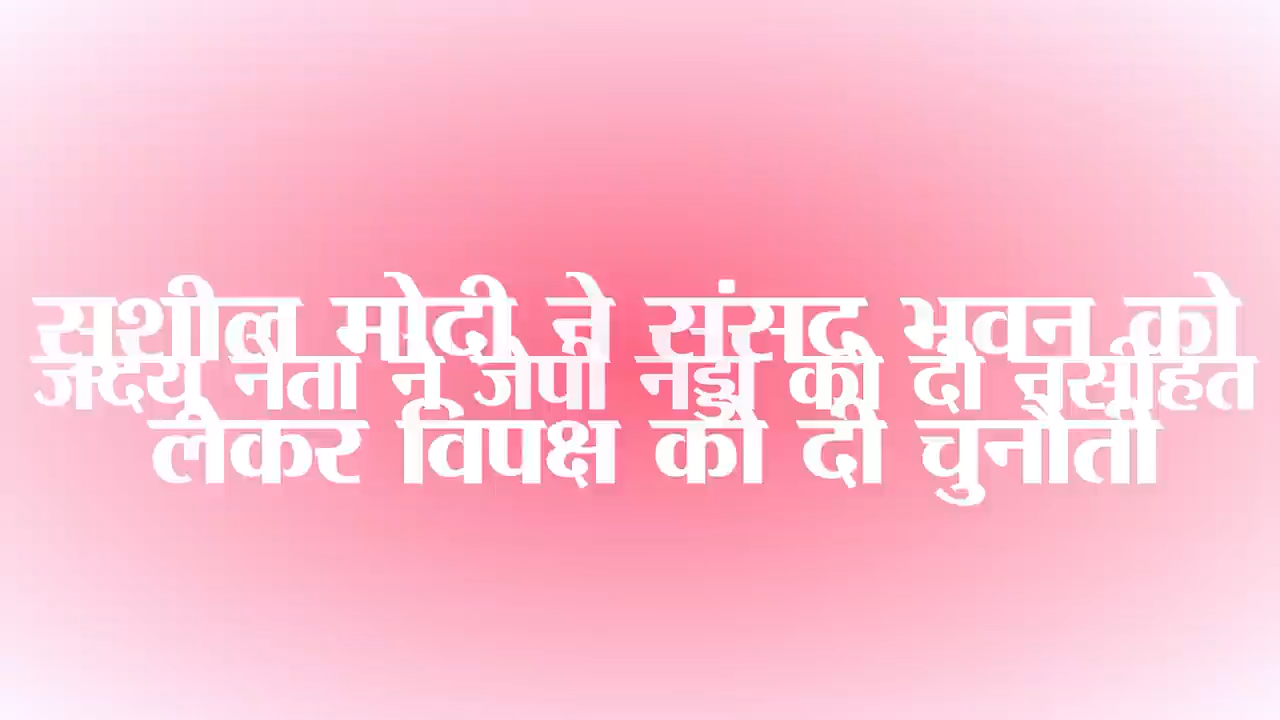 सुशील मोदी ने संसद भवन को
जदयू नेता ने जेपी नड्डा को दी नसीहत
लेकर विपक्ष को दी चुनौती